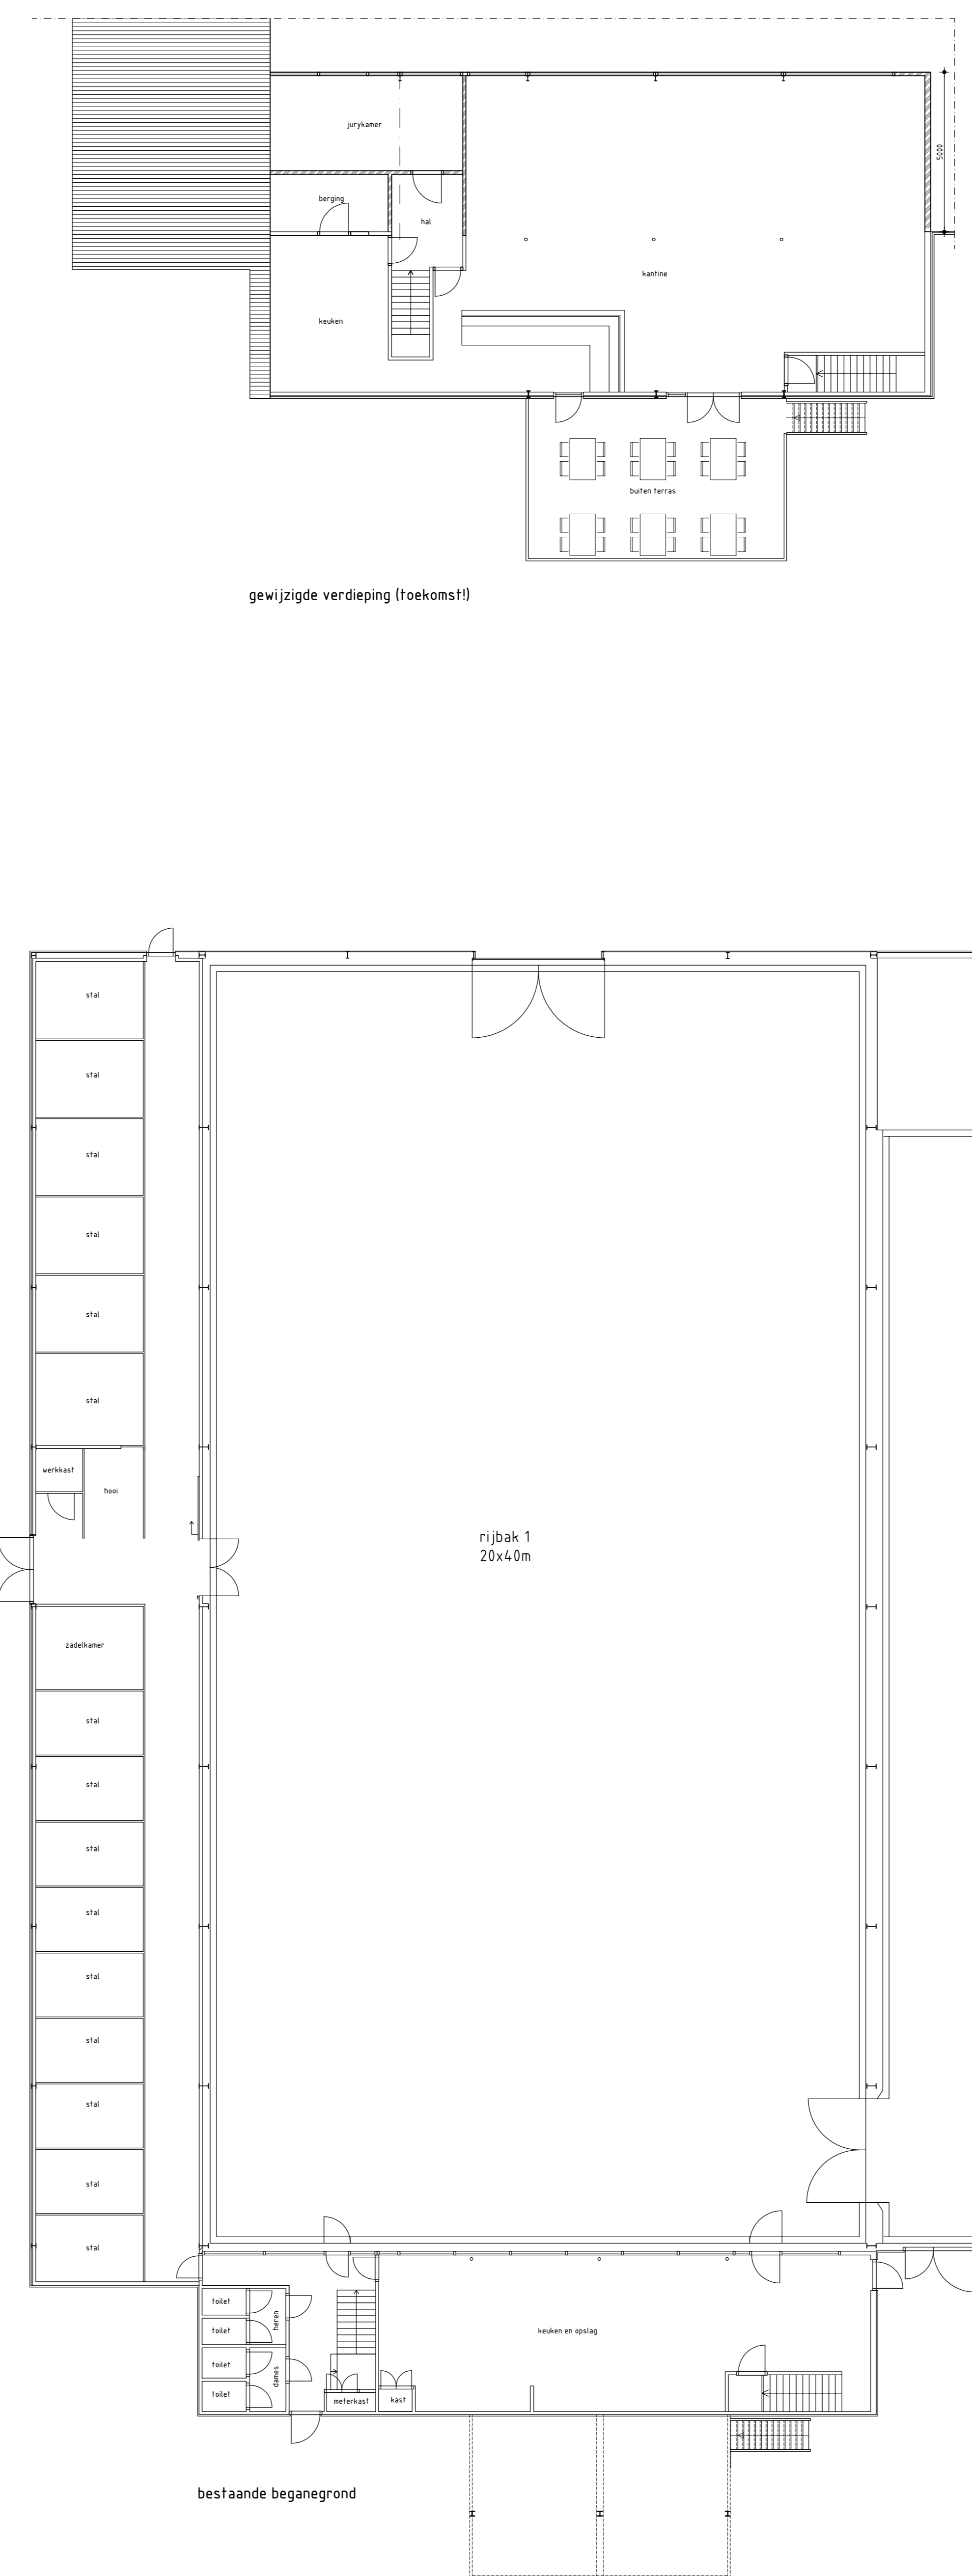 jurykamer
5000
berging
hal
kantine
keuken
buiten terras
gewijzigde verdieping (toekomst!)
stal
stal
stal
stal
stal
stal
werkkast
hooi
rijbak 1
20x40m
zadelkamer
stal
stal
stal
stal
stal
stal
stal
stal
stal
toilet
heren
toilet
keuken en opslag
toilet
dames
toilet
meterkast
kast
bestaande beganegrond